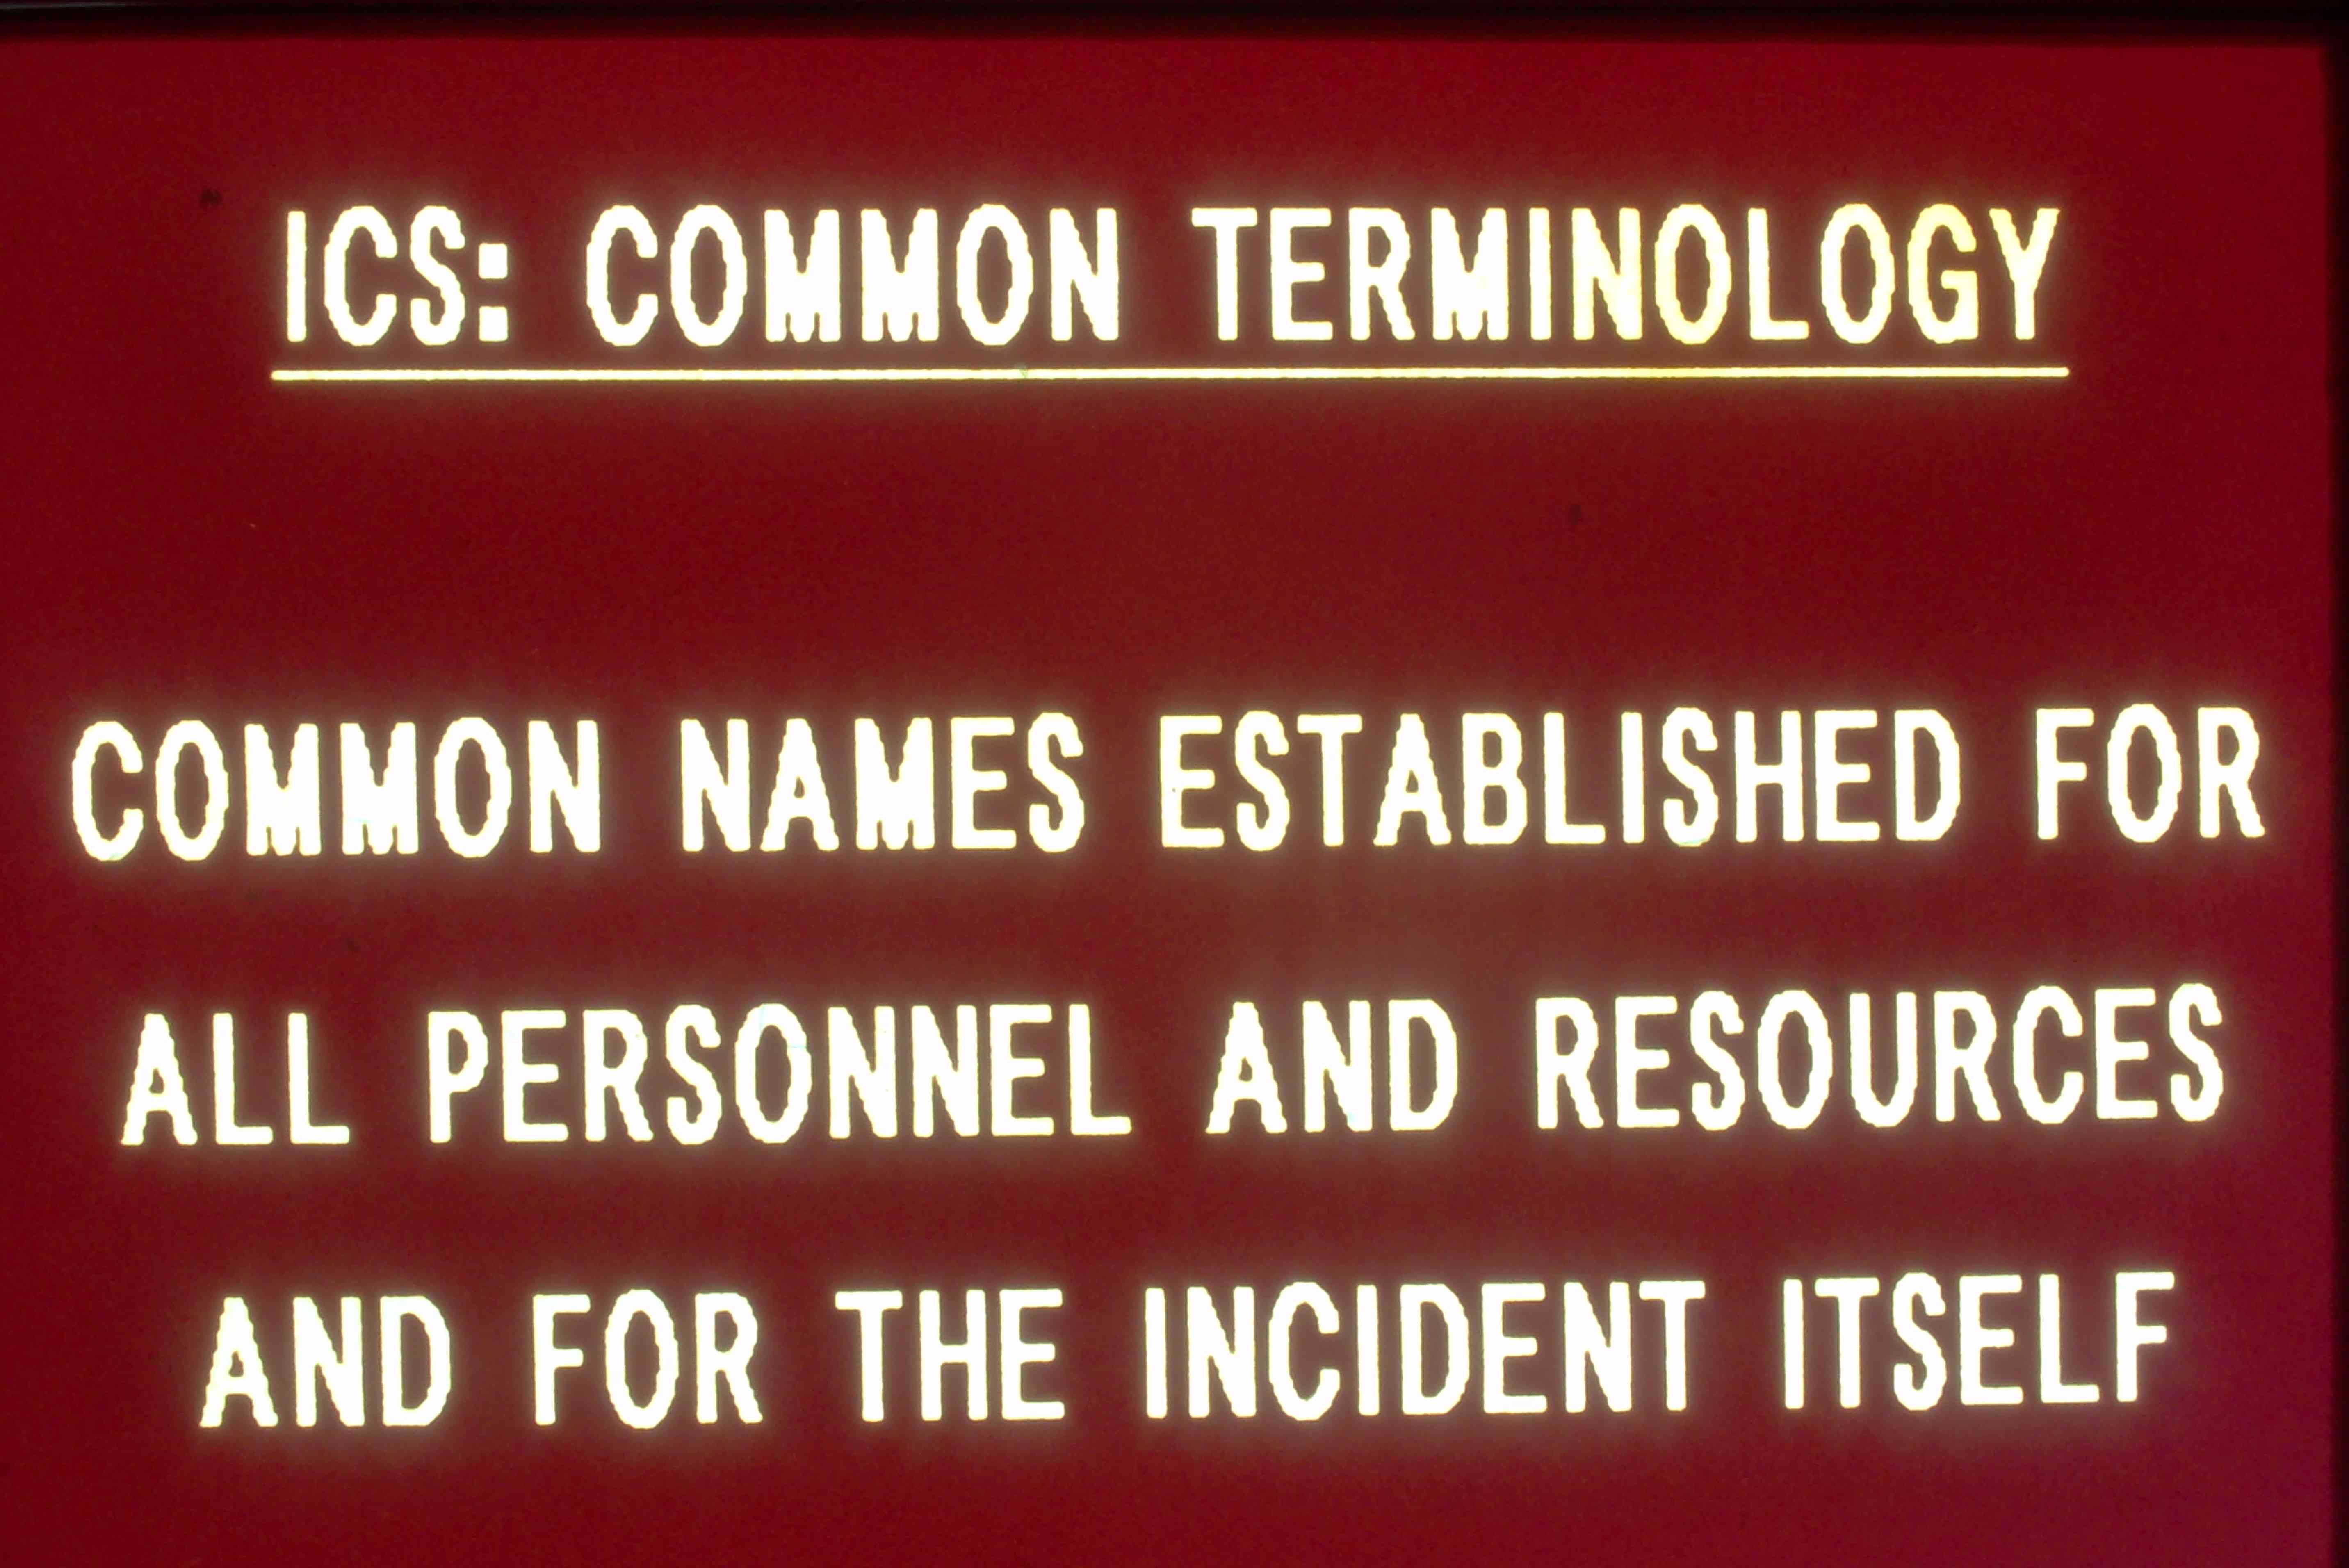 ICS: COMMON TERMINOLOGY
COMMON NAMES ESTABLISHED FOR
ALL PERSONNEL AND RESOURCES
AND FOR THE INCIDENT ITSELF